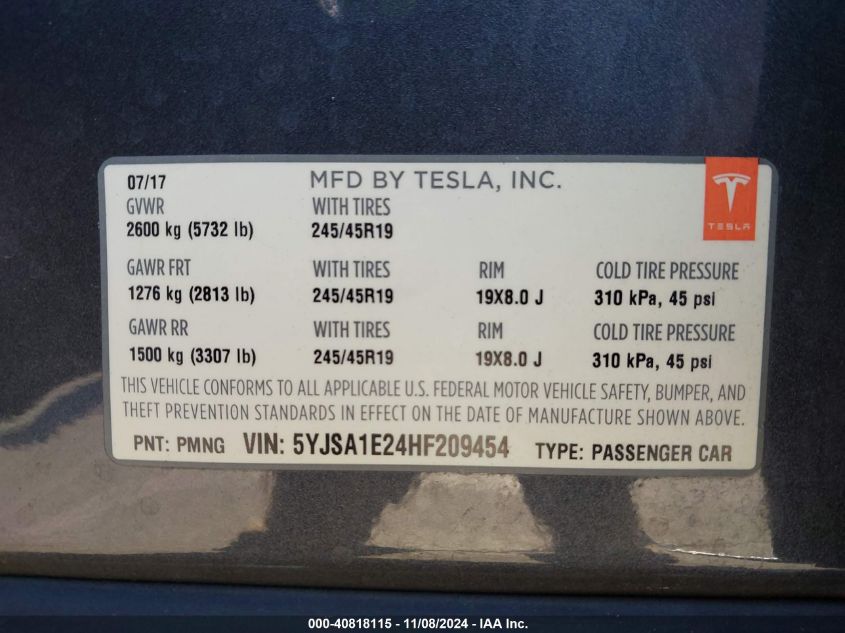 07/17 MFD BY TESLA, INC.
TESLA
GVWR WITH TIRES
2600 kg (5732 lb) 245/45R19
GAWR FRT WITH TIRES RIM COLD TIRE PRESSURE
1276 kg (2813 lb) 245/45R19 19X8.0 J 310 kPa, 45 psi
GAWR RR WITH TIRES RIM COLD TIRE PRESSURE
1500 kg (3307 lb) 245/45R19 19X8.0 J 310 kPa, 45 psi
THIS VEHICLE CONFORMS TO ALL APPLICABLE U.S. FEDERAL MOTOR VEHICLE SAFETY, BUMPER, AND
THEFT PREVENTION STANDARDS IN EFFECT ON THE DATE OF MANUFACTURE SHOWN ABOVE.
PNT: PMNG VIN: 5YJSA1E24HF209454 TYPE: PASSENGER CAR
000-40818115 - 11/08/2024 - IAA Inc.